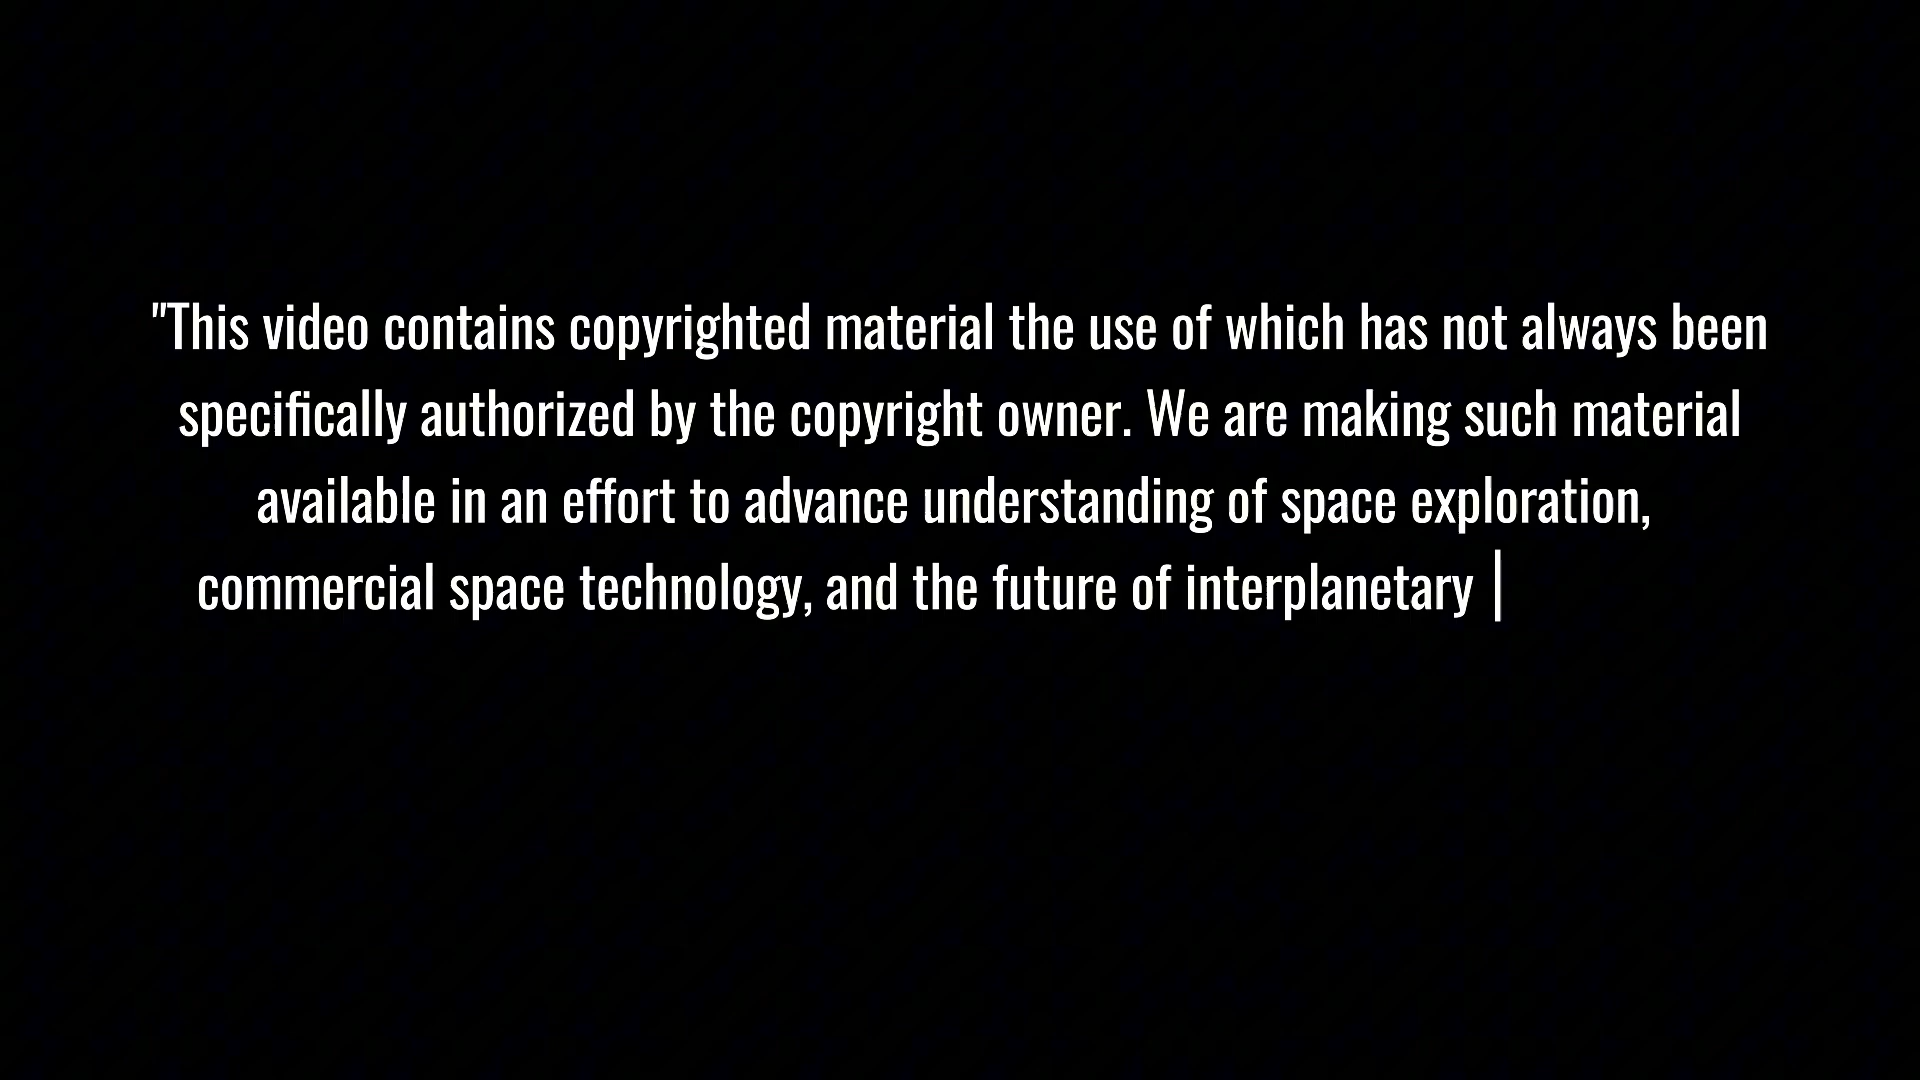 "This video contains copyrighted material the use of which has not always been
specifically authorized by the copyright owner. We are making such material
available in an effort to advance understanding of space exploration,
commercial space technology, and the future of interplanetary